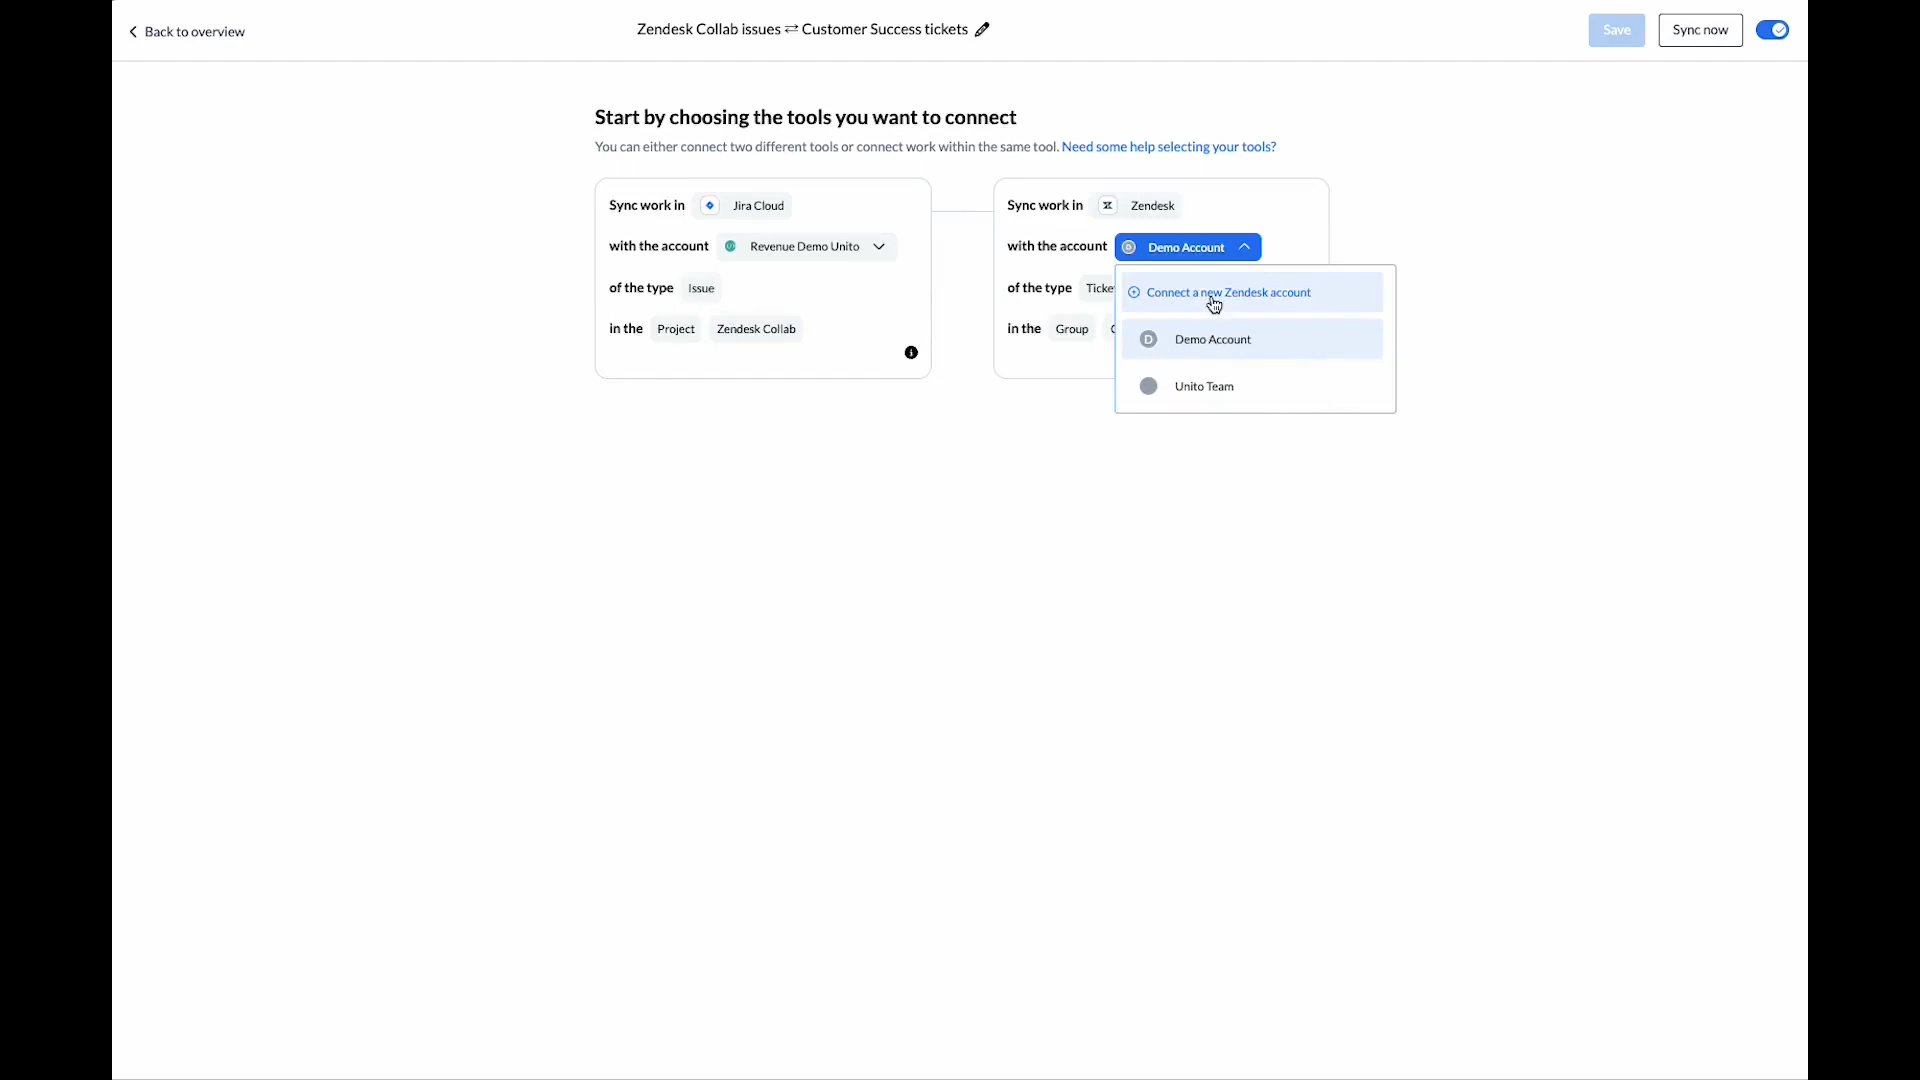 Back to overview
Zendesk Collab issues ⇄ Customer Success tickets
Save
Sync now
Start by choosing the tools you want to connect
You can either connect two different tools or connect work within the same tool. Need some help selecting your tools?
Sync work in Jira Cloud
with the account Revenue Demo Unito
of the type Issue
in the Project Zendesk Collab
Sync work in Zendesk
with the account D Demo Account
of the type
in the Group
Connect a new Zendesk account
D Demo Account
Unito Team